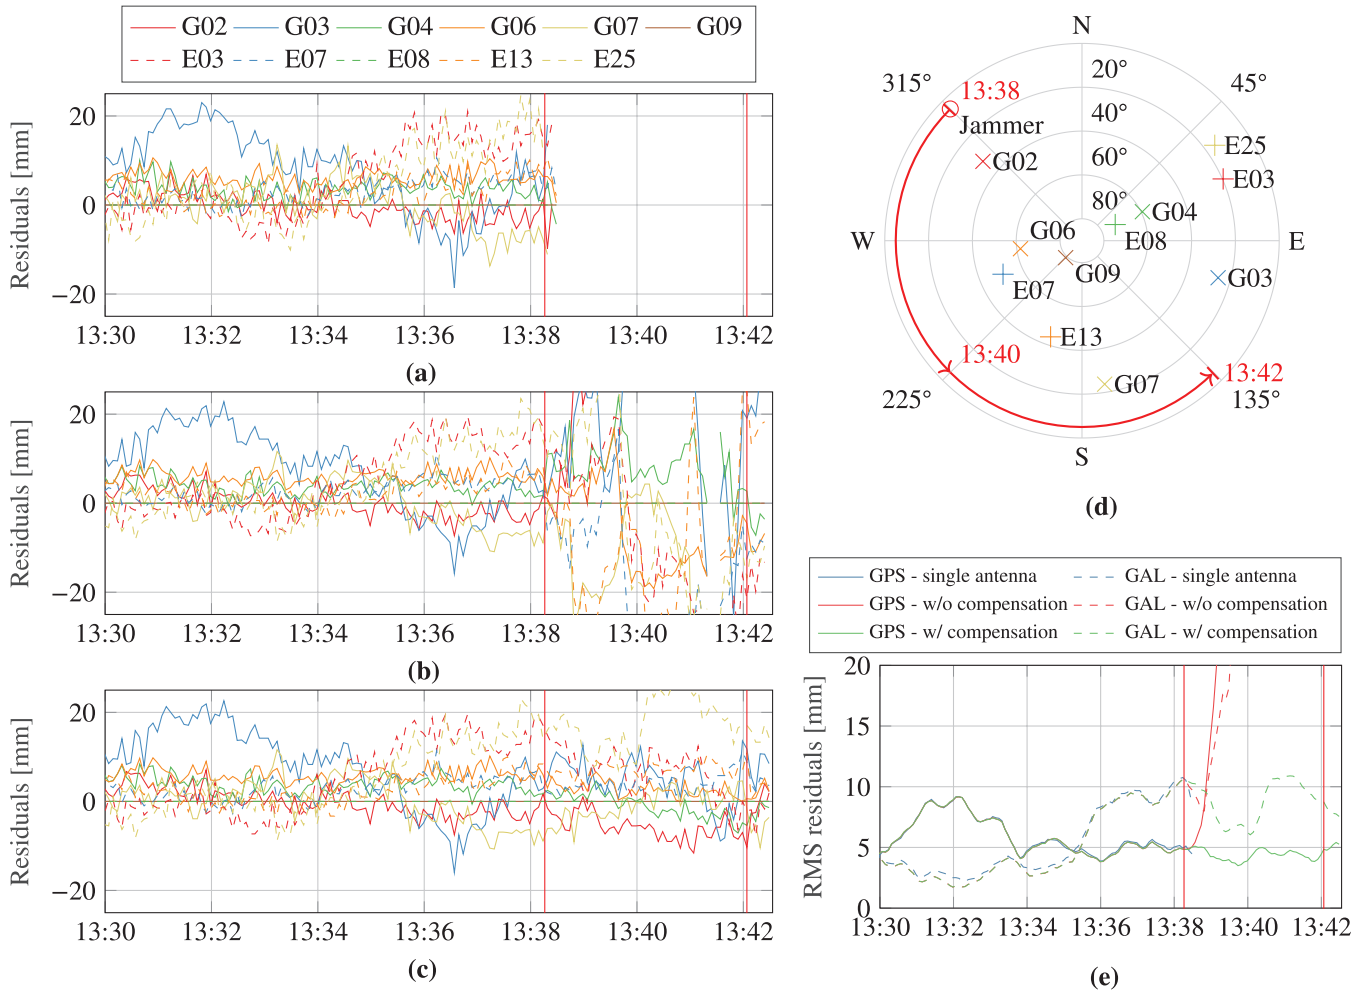 G02 G03 G04 G06 G07 G09
E03 E07 E08 E13 E25
Residuals [mm]
20
0
−20
13:30 13:32 13:34 13:36 13:38 13:40 13:42
(a)
Residuals [mm]
20
0
−20
13:30 13:32 13:34 13:36 13:38 13:40 13:42
(b)
Residuals [mm]
20
0
−20
13:30 13:32 13:34 13:36 13:38 13:40 13:42
(c)
N
315° 20° 45°
13:38
40°
Jammer
E25
60°
G02
E03
80°
G04
G06
W E08 E
G09
G03
E07
E13
13:40
13:42
G07
225° 135°
S
(d)
GPS - single antenna GAL - single antenna
GPS - w/o compensation GAL - w/o compensation
GPS - w/ compensation GAL - w/ compensation
RMS residuals [mm]
20
15
10
5
0
13:30 13:32 13:34 13:36 13:38 13:40 13:42
(e)